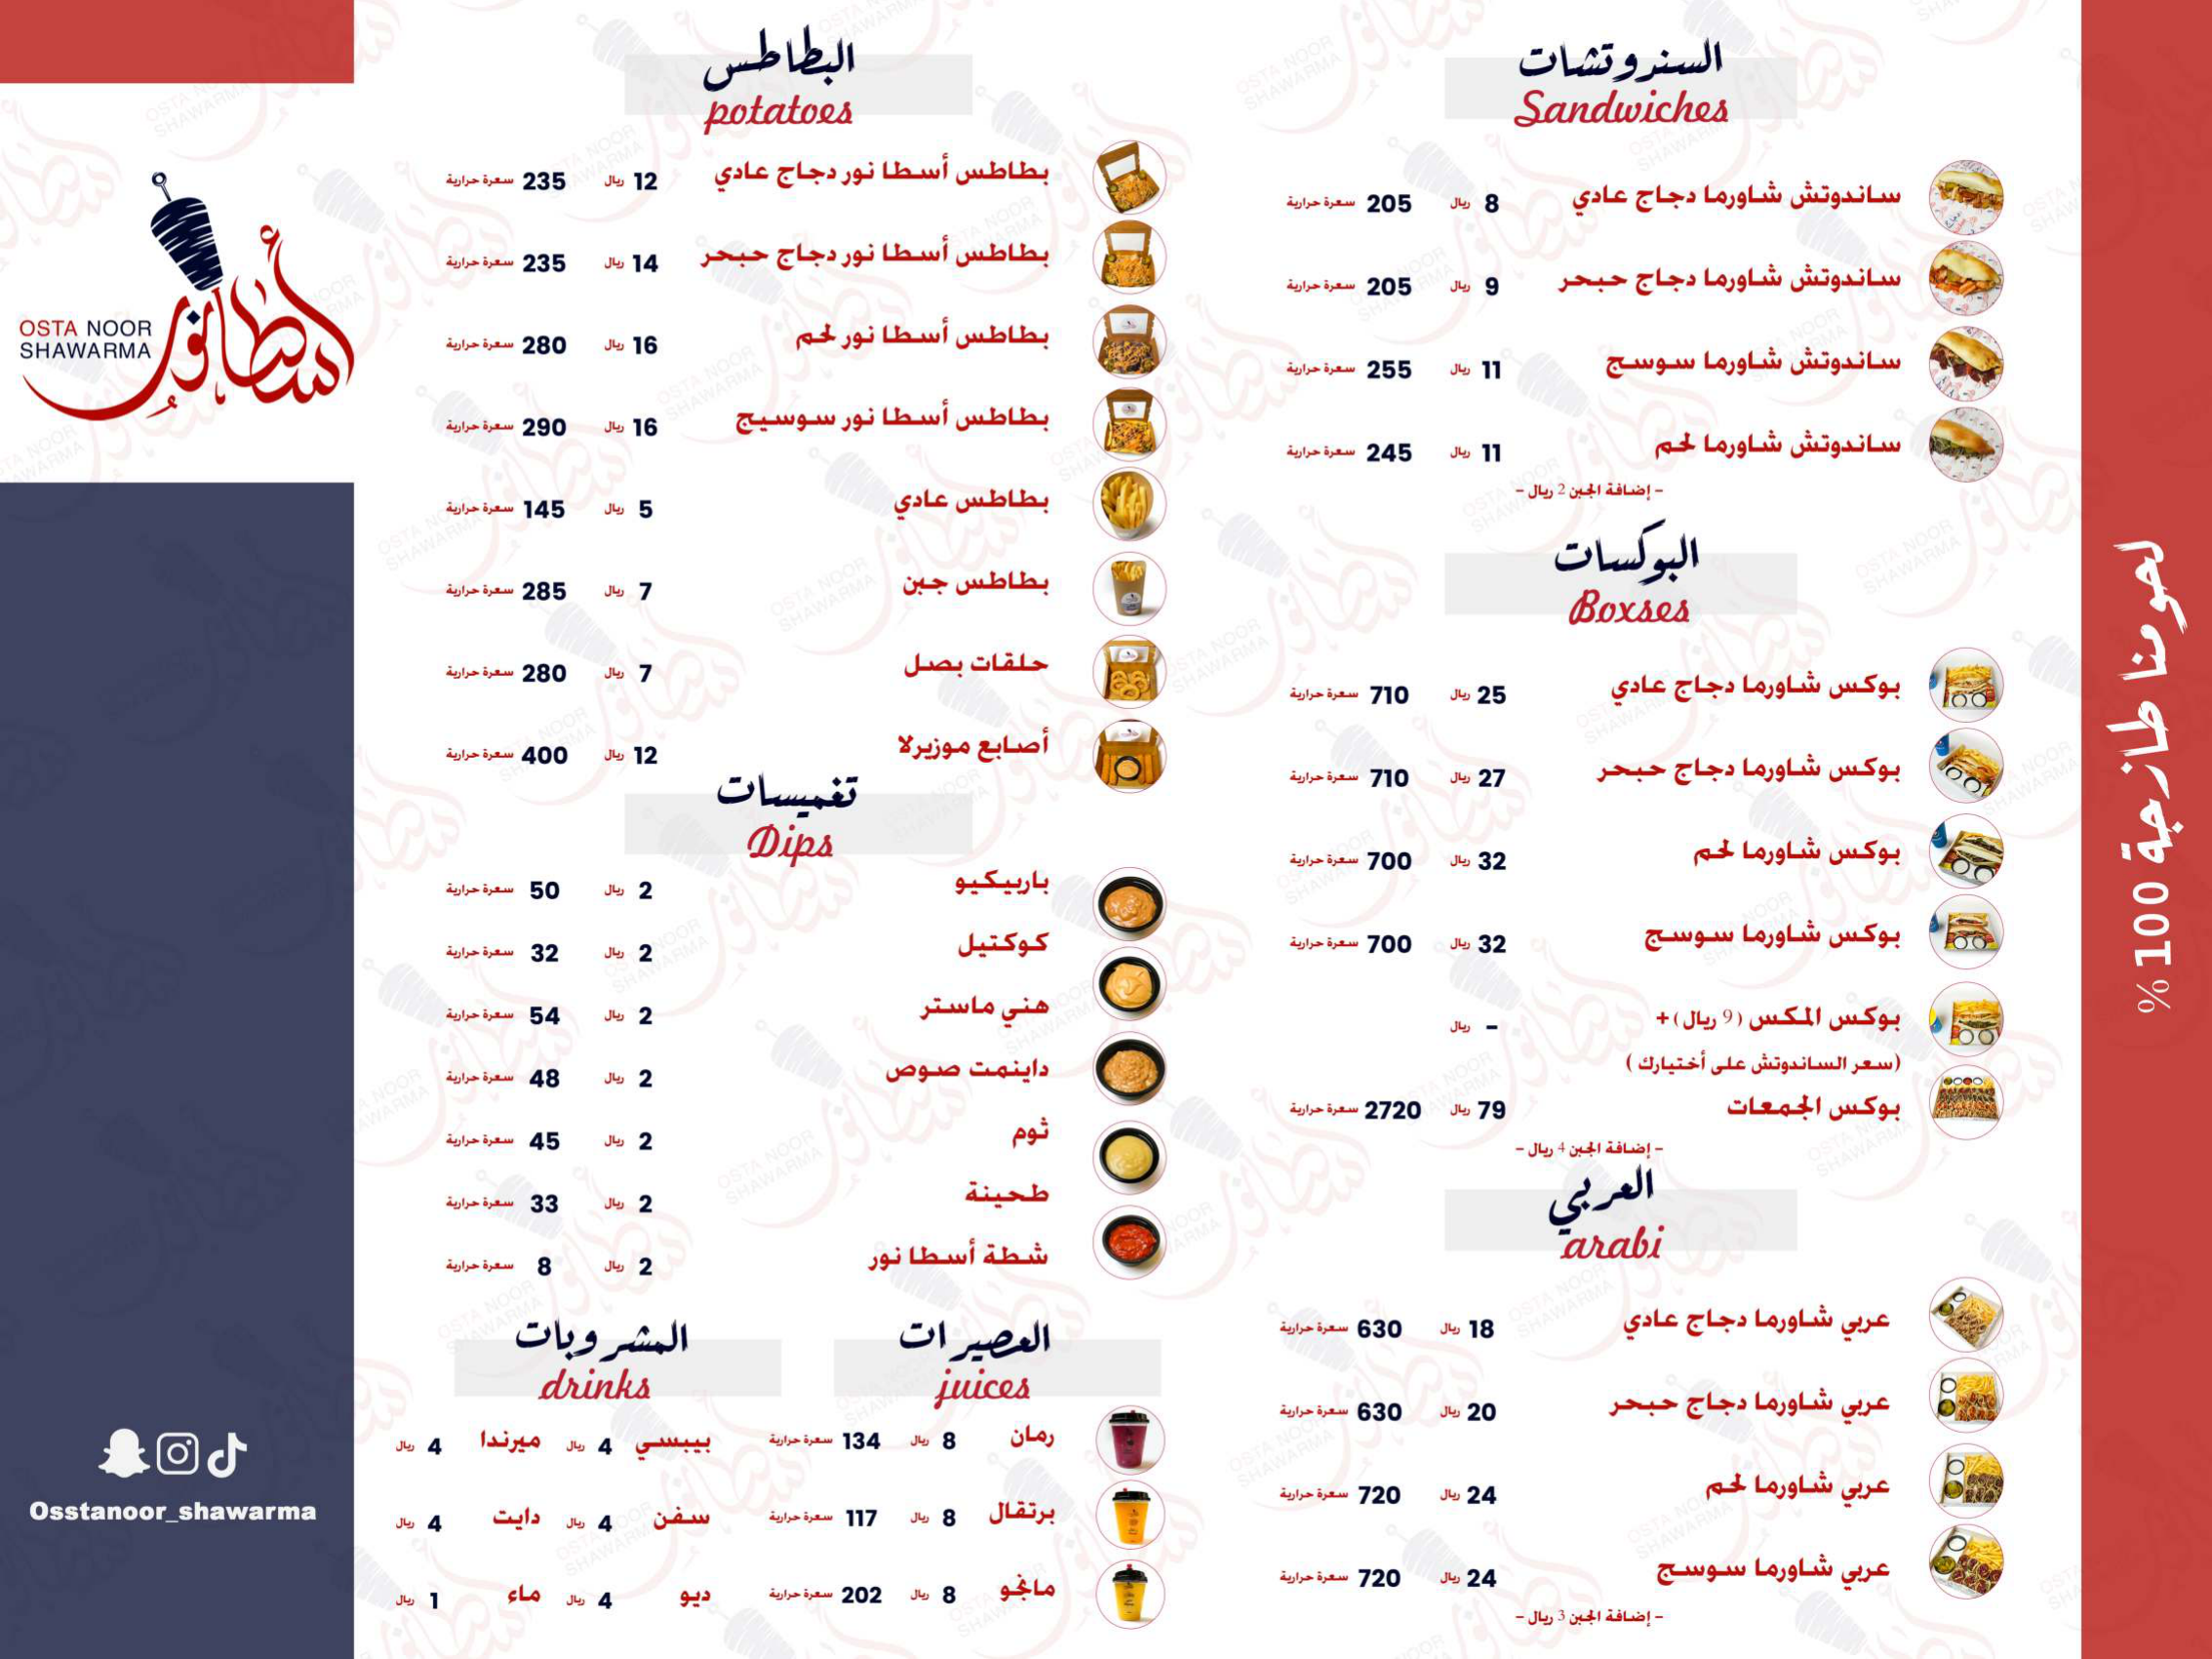 السندوتشات
Sandwiches
ساندوتش شاورما دجاج عادي 8 ريال 205 سعرة حرارية
ساندوتش شاورما دجاج حبحر 9 ريال 205 سعرة حرارية
ساندوتش شاورما سوسج 11 ريال 255 سعرة حرارية
ساندوتش شاورما لحم 11 ريال 245 سعرة حرارية
- إضافة الجبن 2 ريال -
البوكسات
Boxses
بوكس شاورما دجاج عادي 25 ريال 710 سعرة حرارية
بوكس شاورما دجاج حبحر 27 ريال 710 سعرة حرارية
بوكس شاورما لحم 32 ريال 700 سعرة حرارية
بوكس شاورما سوسج 32 ريال 700 سعرة حرارية
بوكس المكس (9 ريال)+ - ريال
(سعر الساندوتش على أختيارك )
بوكس الجمعات 79 ريال 2720 سعرة حرارية
- إضافة الجبن 4 ريال -
العربي
arabi
عربي شاورما دجاج عادي 18 ريال 630 سعرة حرارية
عربي شاورما دجاج حبحر 20 ريال 630 سعرة حرارية
عربي شاورما لحم 24 ريال 720 سعرة حرارية
عربي شاورما سوسج 24 ريال 720 سعرة حرارية
- إضافة الجبن 3 ريال -
البطاطس
potatoes
بطاطس أسطا نور دجاج عادي 12 ريال 235 سعرة حرارية
بطاطس أسطا نور دجاج حبحر 14 ريال 235 سعرة حرارية
بطاطس أسطا نور لحم 16 ريال 280 سعرة حرارية
بطاطس أسطا نور سوسيج 16 ريال 290 سعرة حرارية
بطاطس عادي 5 ريال 145 سعرة حرارية
بطاطس جبن 7 ريال 285 سعرة حرارية
حلقات بصل 7 ريال 280 سعرة حرارية
أصابع موزيرلا 12 ريال 400 سعرة حرارية
تغميسات
Dips
باربيكيو 2 ريال 50 سعرة حرارية
كوكتيل 2 ريال 32 سعرة حرارية
هني ماستر 2 ريال 54 سعرة حرارية
داينمت صوص 2 ريال 48 سعرة حرارية
ثوم 2 ريال 45 سعرة حرارية
طحينة 2 ريال 33 سعرة حرارية
شطة أسطا نور 2 ريال 8 سعرة حرارية
العصيرات
juices
رمان 8 ريال 134 سعرة حرارية
برتقال 8 ريال 117 سعرة حرارية
مانجو 8 ريال 202 سعرة حرارية
المشروبات
drinks
بيبسي 4 ريال ميرندا 4 ريال
سفن 4 ريال دايت 4 ريال
ديو 4 ريال ماء 1 ريال
لحومنا طازجة 100 %
أسطا نور
OSTA NOOR
SHAWARMA
Osstanoor_shawarma